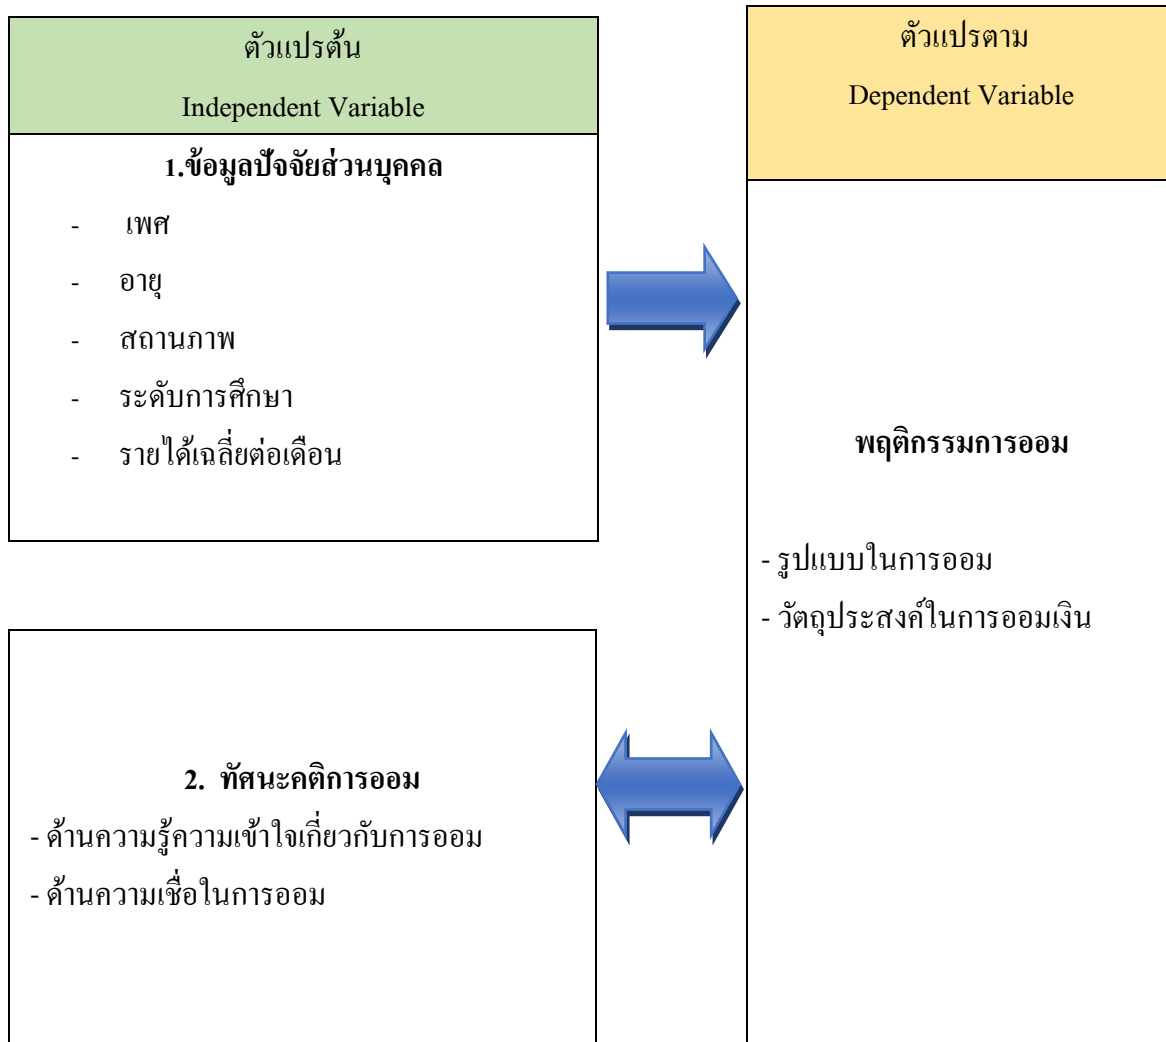 ตัวแปรต้น
Independent Variable
1.ข้อมูลปัจจัยส่วนบุคคล
- เพศ
- อายุ
- สถานภาพ
- ระดับการศึกษา
- รายได้เฉลี่ยต่อเดือน
2. ทัศนะคติการออม
- ด้านความรู้ความเข้าใจเกี่ยวกับการออม
- ด้านความเชื่อในการออม
ตัวแปรตาม
Dependent Variable
พฤติกรรมการออม
- รูปแบบในการออม
- วัตถุประสงค์ในการออมเงิน